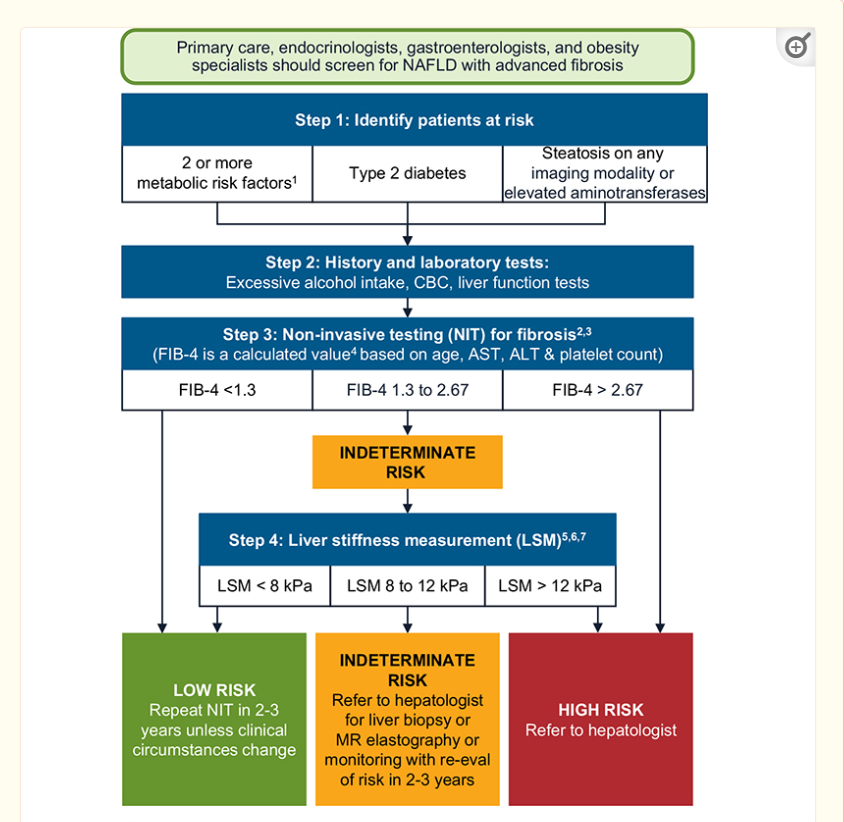 Primary care, endocrinologists, gastroenterologists, and obesity
specialists should screen for NAFLD with advanced fibrosis
Step 1: Identify patients at risk
2 or more
metabolic risk factors¹
Type 2 diabetes
Steatosis on any
imaging modality or
elevated aminotransferases
Step 2: History and laboratory tests:
Excessive alcohol intake, CBC, liver function tests
Step 3: Non-invasive testing (NIT) for fibrosis²,³
(FIB-4 is a calculated value⁴ based on age, AST, ALT & platelet count)
FIB-4 <1.3
FIB-4 1.3 to 2.67
FIB-4 > 2.67
INDETERMINATE
RISK
Step 4: Liver stiffness measurement (LSM)⁵,⁶,⁷
LSM < 8 kPa
LSM 8 to 12 kPa
LSM > 12 kPa
LOW RISK
Repeat NIT in 2-3
years unless clinical
circumstances change
INDETERMINATE
RISK
Refer to hepatologist
for liver biopsy or
MR elastography or
monitoring with re-eval
of risk in 2-3 years
HIGH RISK
Refer to hepatologist